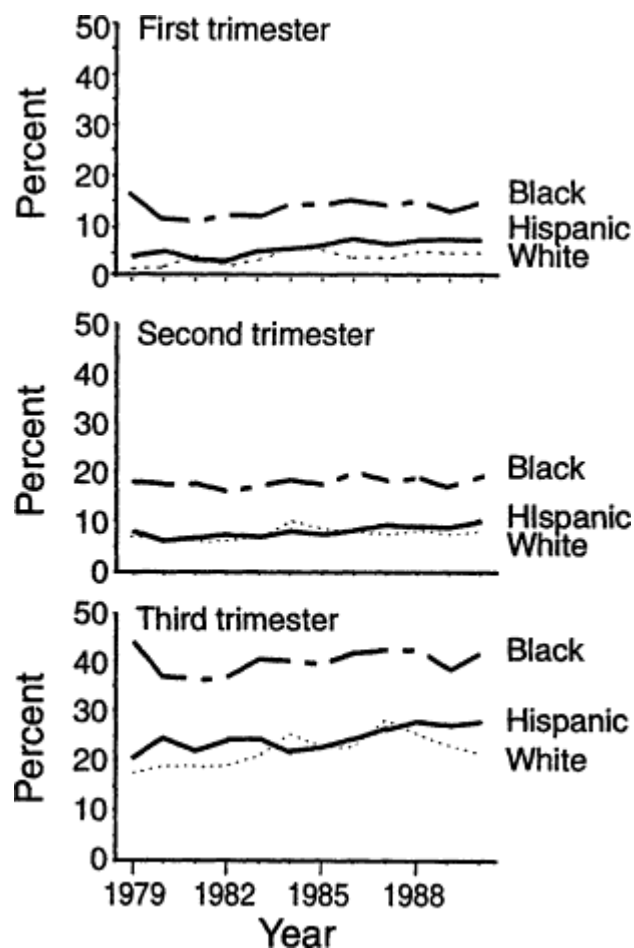 First trimester
50
40
30
20
10
0
Percent
Black
Hispanic
White
Second trimester
50
40
30
20
10
0
Percent
Black
HIspanic
White
Third trimester
50
40
30
20
10
0
Percent
Black
Hispanic
White
1979 1982 1985 1988
Year